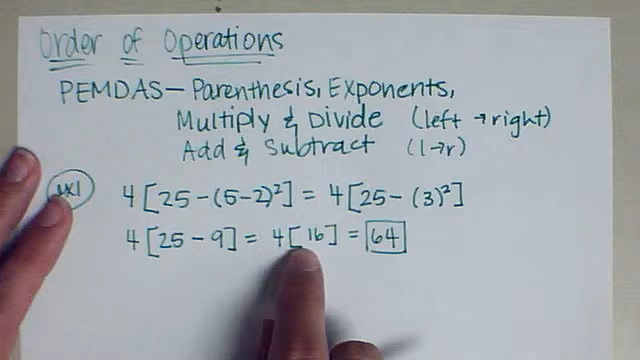 Order of Operations
PEMDAS — Parenthesis, Exponents,
Multiply & Divide (left → right)
Add & Subtract (l→r)
ex1 4[25-(5-2)²] = 4[25-(3)²]
4[25-9] = 4[16] = 64